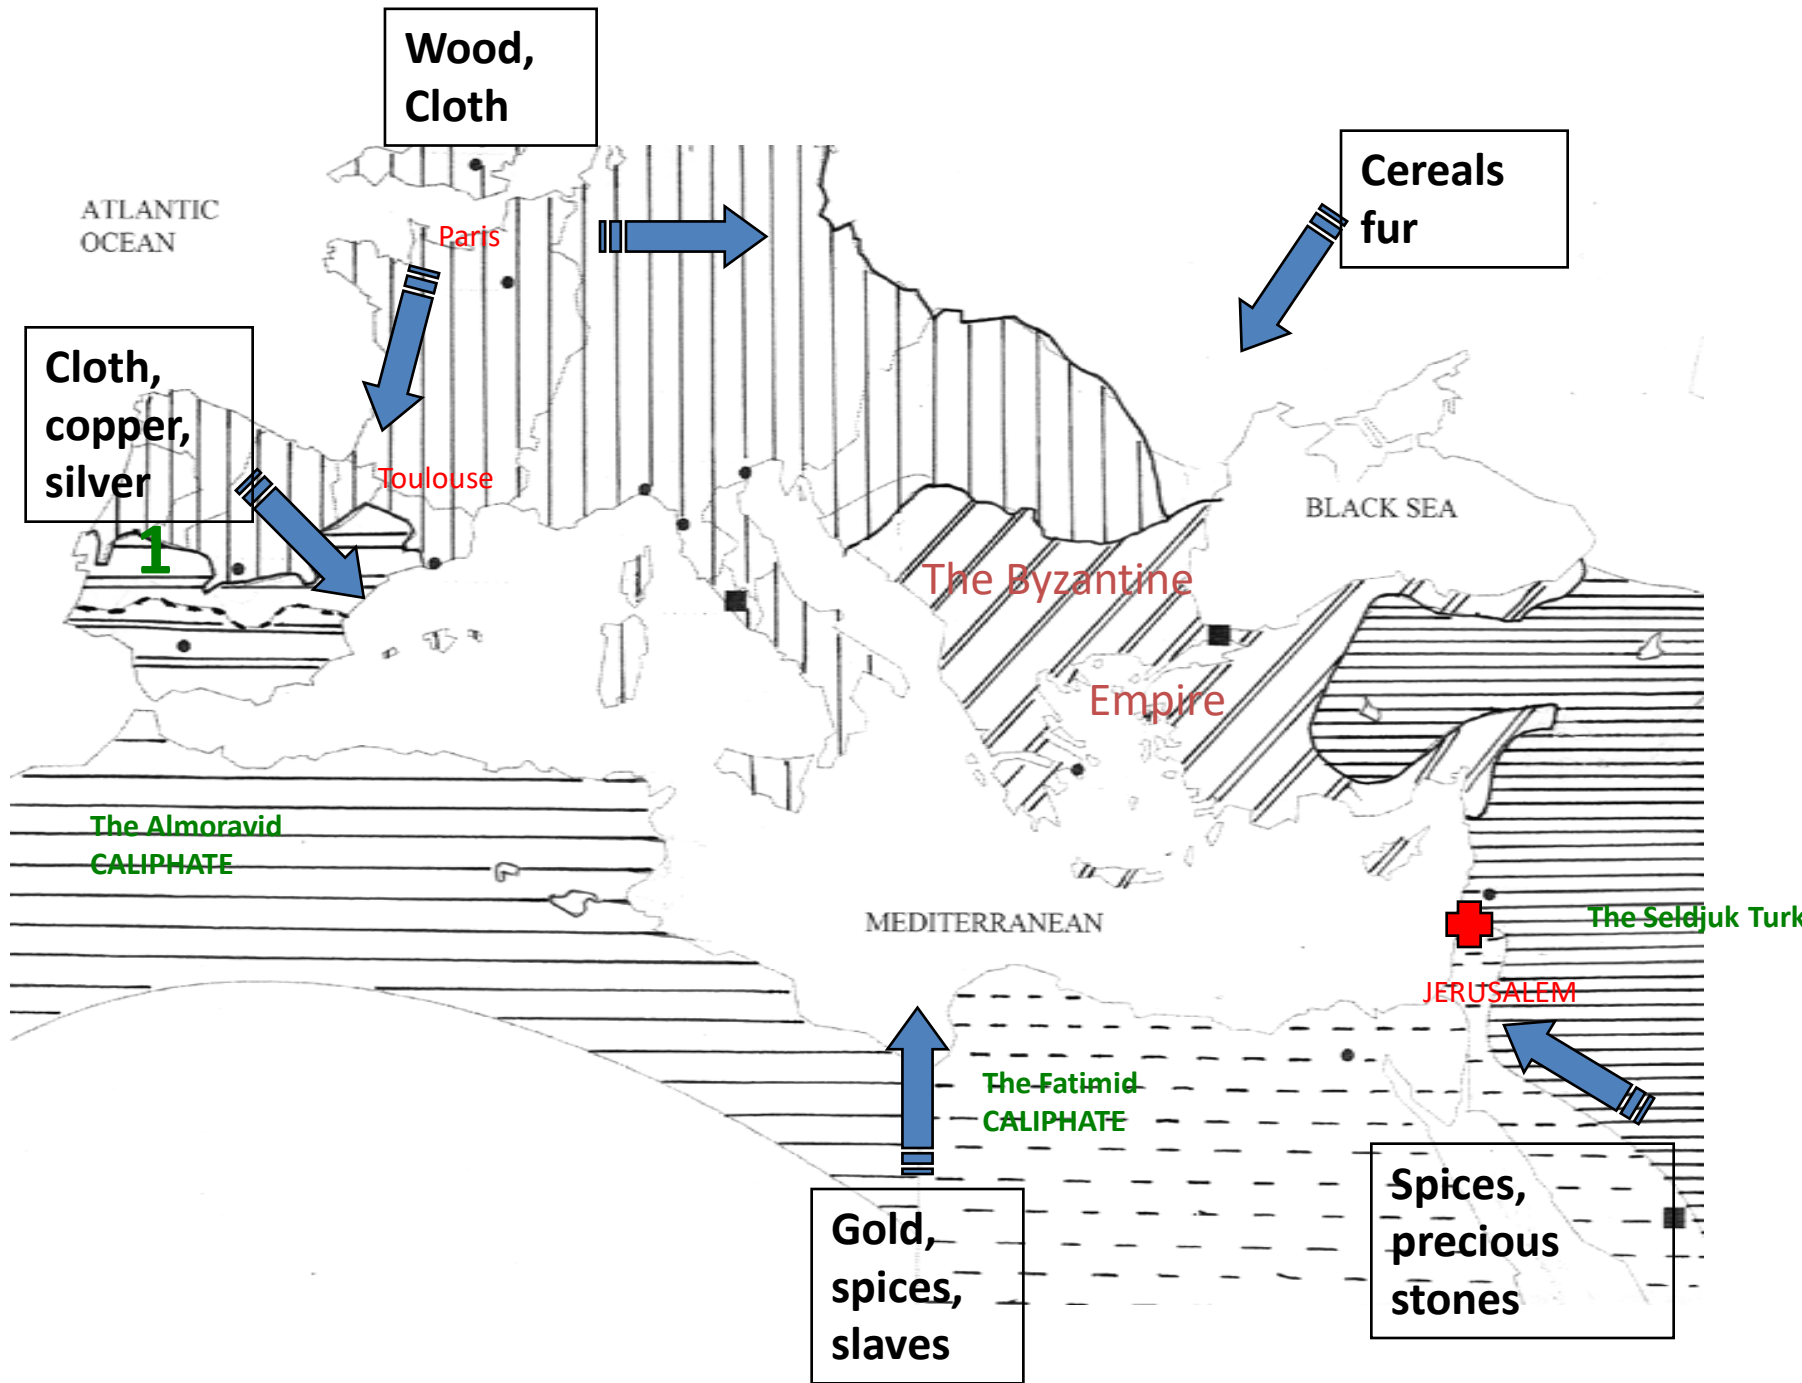 Wood,
Cloth
Cereals
fur
ATLANTIC
OCEAN
Paris
Cloth,
copper,
silver
Toulouse
1
BLACK SEA
The Byzantine
Empire
The Almoravid
CALIPHATE
MEDITERRANEAN
The Seldjuk Turk
JERUSALEM
The Fatimid
CALIPHATE
Gold,
spices,
slaves
Spices,
precious
stones